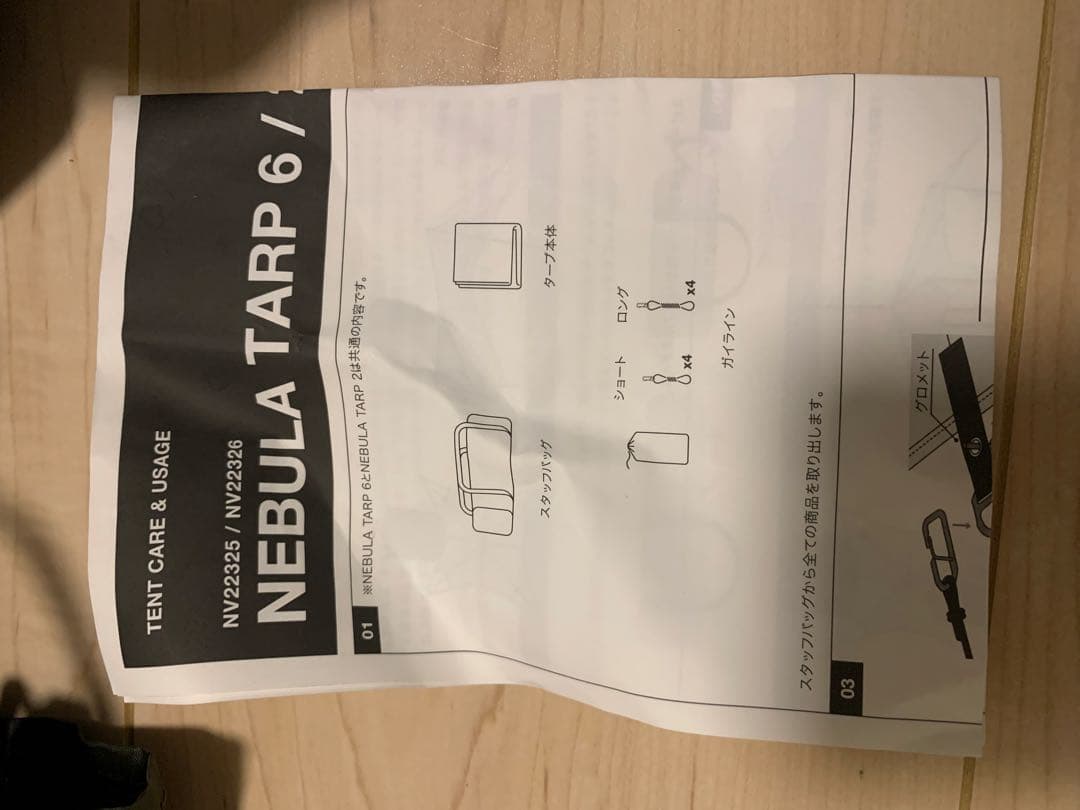 TENT CARE & USAGE
NV22325 / NV22326
NEBULA TARP 6 /
01
※NEBULA TARP 6とNEBULA TARP 2は共通の内容です。
スタッフバッグ
タープ本体
ショート
ロング
x4
x4
ガイライン
スタッフバッグから全ての商品を取り出します。
03
グロメット